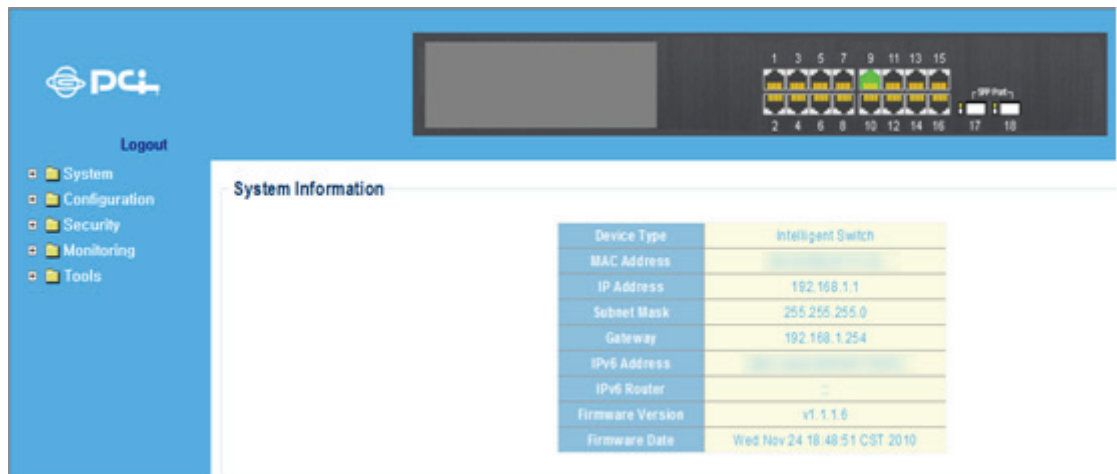 1 3 5 7 9 11 13 15
PCi
SFP Port
2 4 6 8 10 12 14 16 17 18
Logout
System
System Information
Configuration
Security
Monitoring
Tools
Device Type Intelligent Switch
MAC Address
IP Address 192.168.1.1
Subnet Mask 255.255.255.0
Gateway 192.168.1.254
IPv6 Address
IPv6 Router ::
Firmware Version v1.1.1.6
Firmware Date Wed Nov 24 18:48:51 CST 2010